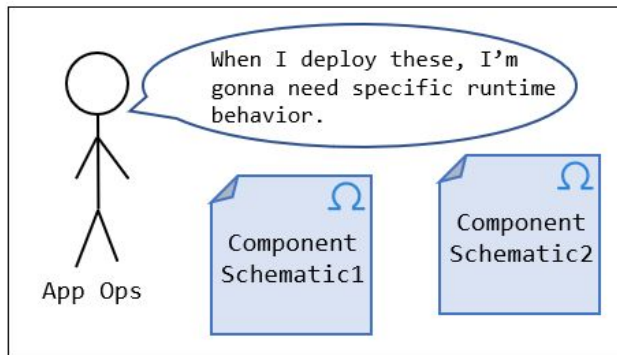 When I deploy these, I'm
gonna need specific runtime
behavior.
Ω
Component
Schematic1
Ω
Component
Schematic2
App Ops